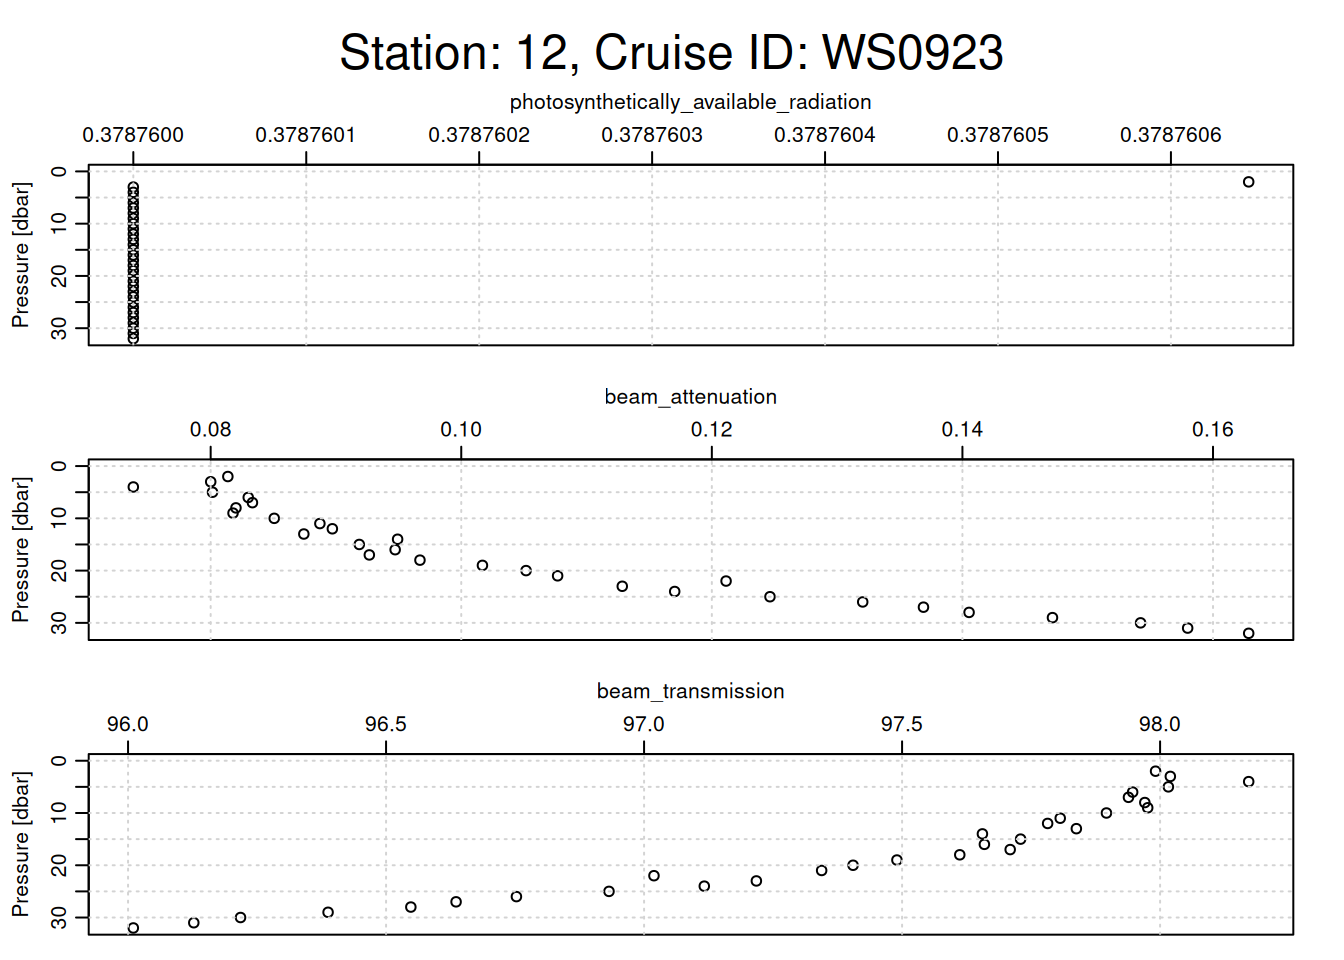 Station: 12, Cruise ID: WS0923
photosynthetically_available_radiation
0.3787600 0.3787601 0.3787602 0.3787603 0.3787604 0.3787605 0.3787606
Pressure [dbar]
0
10
20
30
beam_attenuation
0.08 0.10 0.12 0.14 0.16
Pressure [dbar]
0
10
20
30
beam_transmission
96.0 96.5 97.0 97.5 98.0
Pressure [dbar]
0
10
20
30